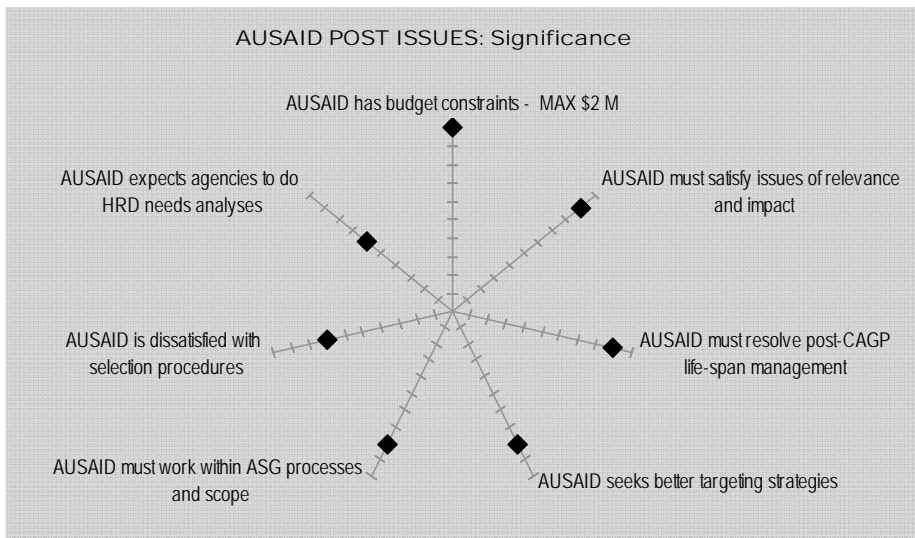 AUSAID POST ISSUES: Significance
AUSAID has budget constraints - MAX $2 M
AUSAID expects agencies to do
HRD needs analyses
AUSAID must satisfy issues of relevance
and impact
AUSAID is dissatisfied with
selection procedures
AUSAID must resolve post-CAGP
life-span management
AUSAID must work within ASG processes
and scope
AUSAID seeks better targeting strategies